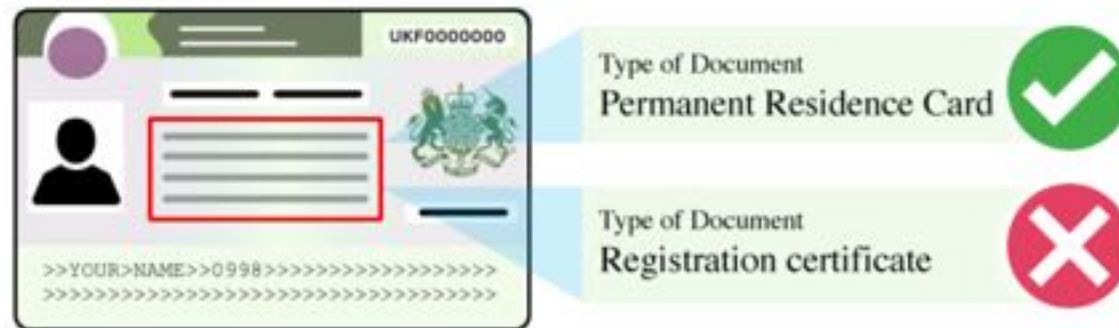 UKF0000000
Type of Document
Permanent Residence Card
Type of Document
Registration certificate
>>YOUR>NAME>>0998>>>>>>>>>>>>>>>>>>
>>>>>>>>>>>>>>>>>>>>>>>>>>>>>>>>>>>